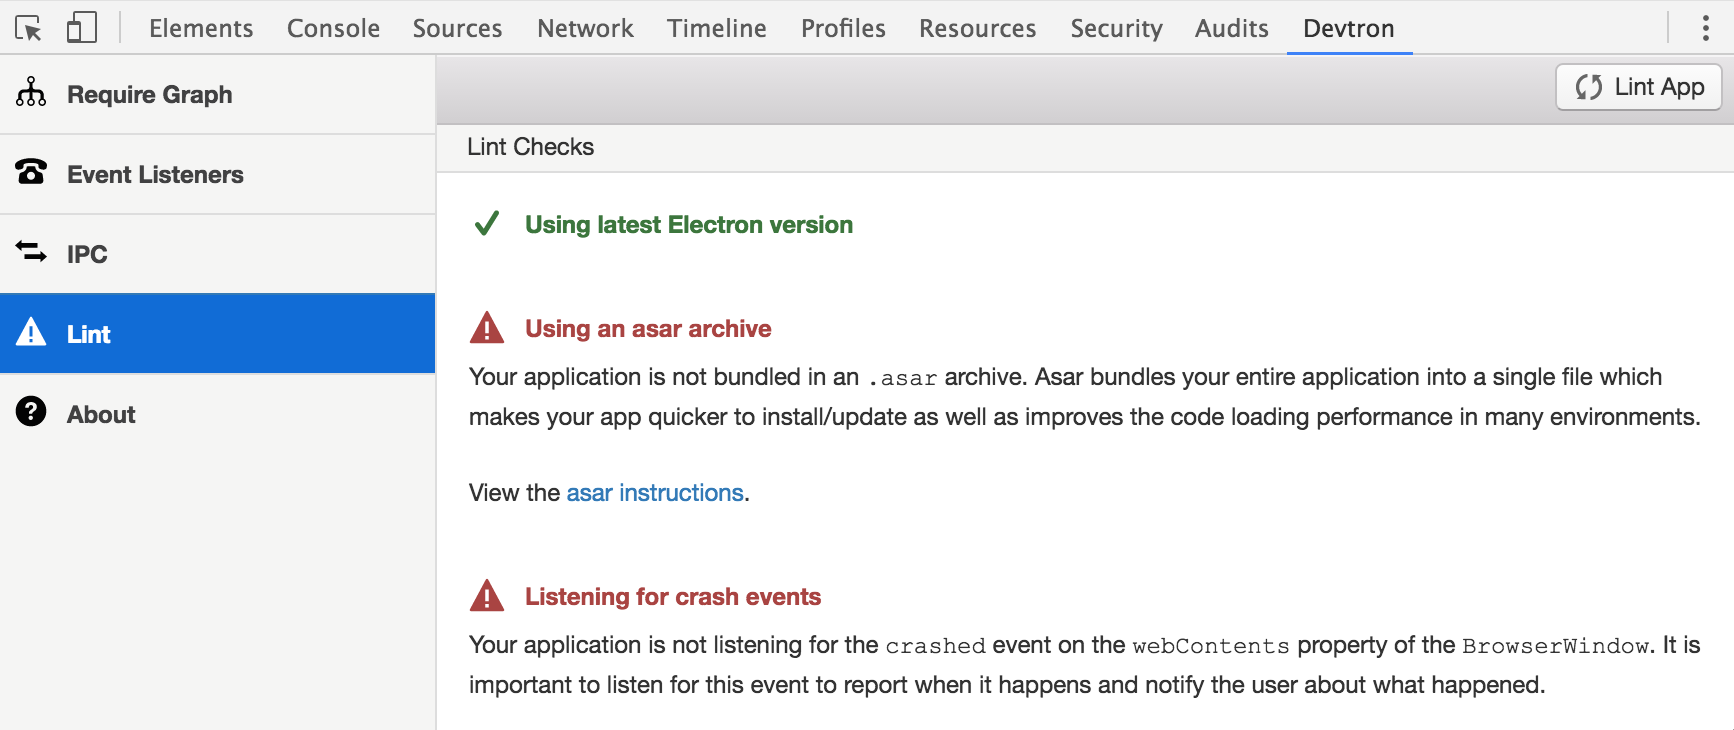 Elements Console Sources Network Timeline Profiles Resources Security Audits Devtron
Require Graph
Event Listeners
IPC
Lint
About
Lint App
Lint Checks
Using latest Electron version
Using an asar archive
Your application is not bundled in an .asar archive. Asar bundles your entire application into a single file which
makes your app quicker to install/update as well as improves the code loading performance in many environments.
View the asar instructions.
Listening for crash events
Your application is not listening for the crashed event on the webContents property of the BrowserWindow. It is
important to listen for this event to report when it happens and notify the user about what happened.